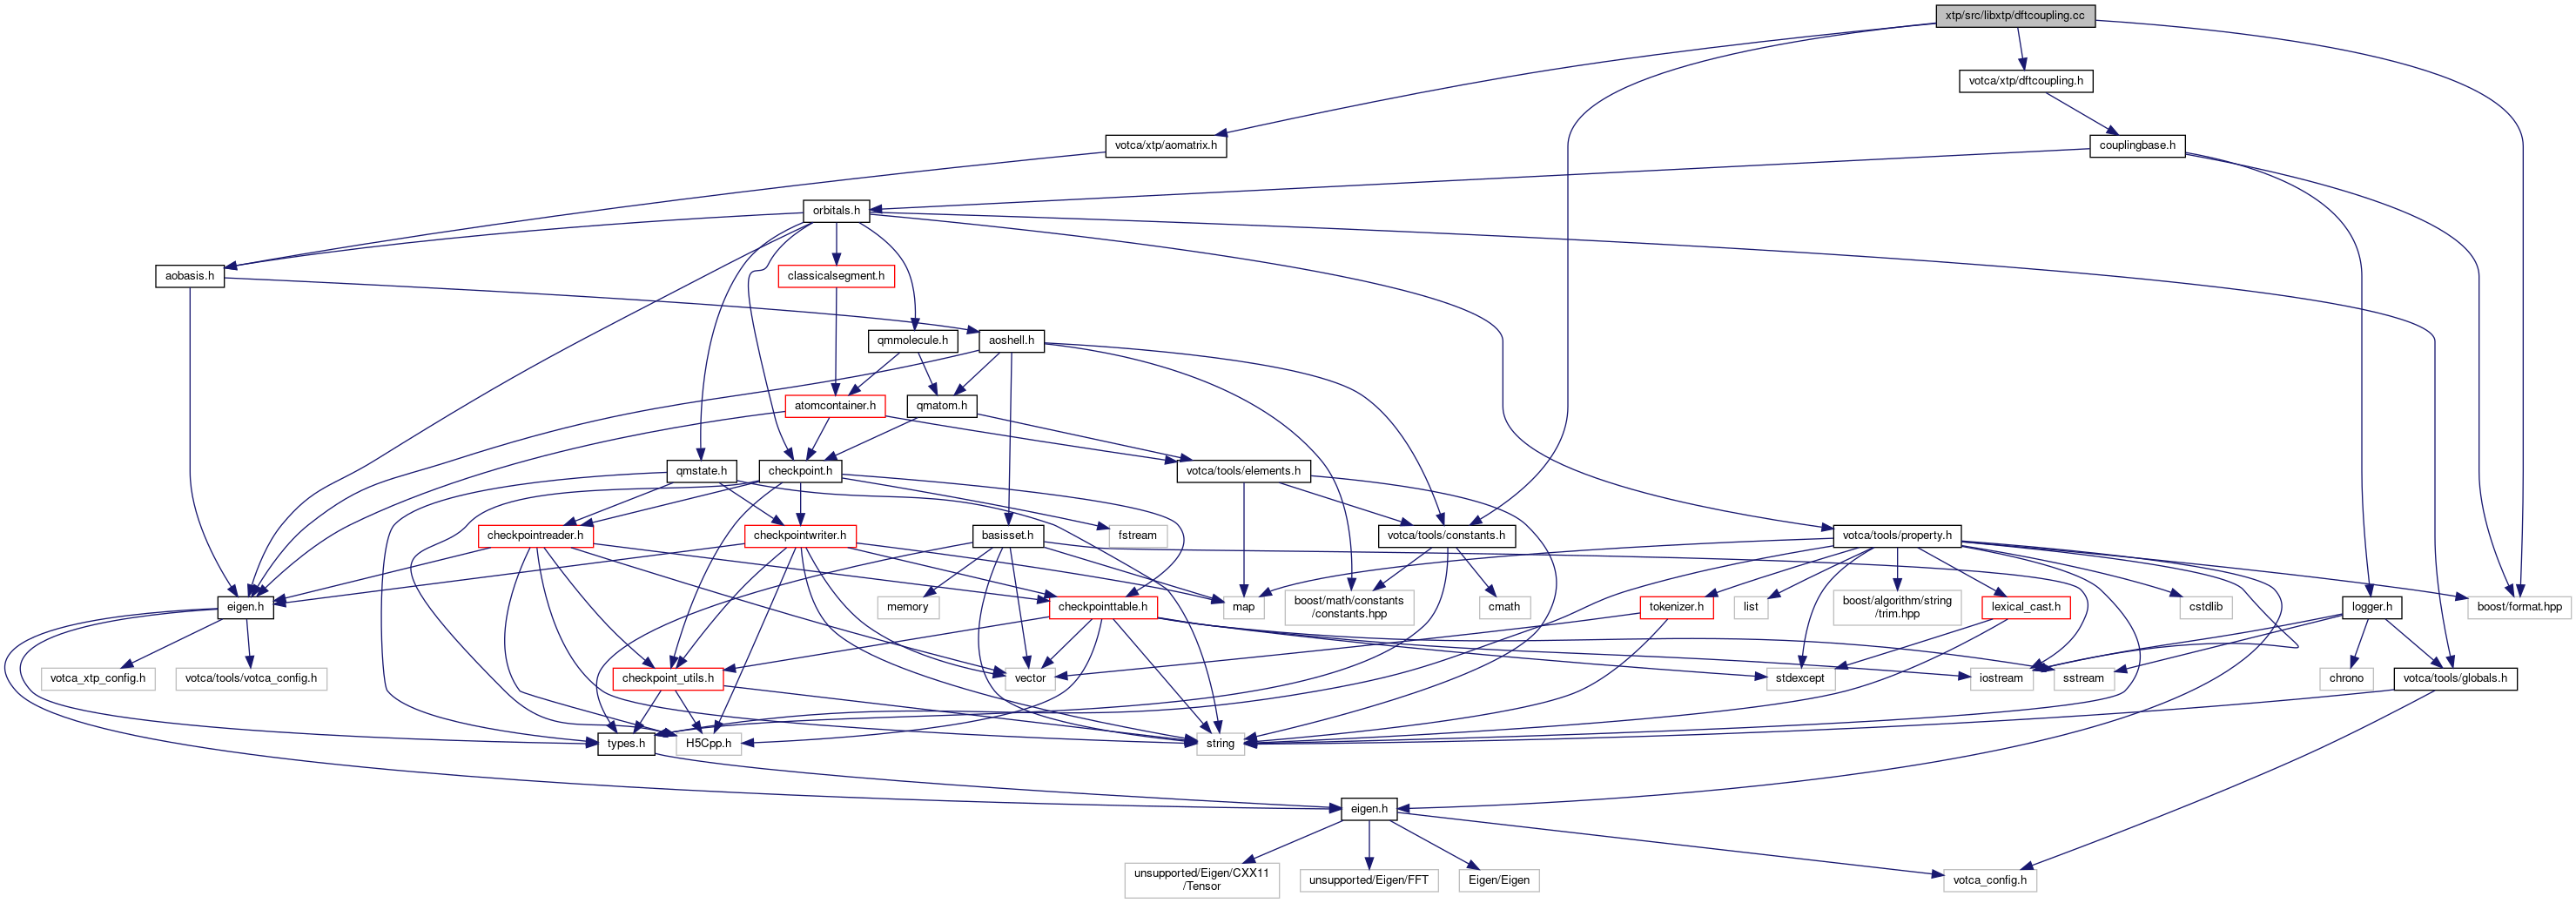 xtp/src/libxtp/dftcoupling.cc
votca/xtp/dftcoupling.h
votca/xtp/aomatrix.h
couplingbase.h
orbitals.h
aobasis.h
classicalsegment.h
qmmolecule.h
aoshell.h
atomcontainer.h
qmatom.h
qmstate.h
checkpoint.h
votca/tools/elements.h
checkpointreader.h
checkpointwriter.h
fstream
basisset.h
votca/tools/constants.h
votca/tools/property.h
eigen.h
memory
checkpointtable.h
map
boost/math/constants
/constants.hpp
cmath
tokenizer.h
list
boost/algorithm/string
/trim.hpp
lexical_cast.h
cstdlib
logger.h
boost/format.hpp
votca_xtp_config.h
votca/tools/votca_config.h
checkpoint_utils.h
vector
stdexcept
iostream
sstream
chrono
votca/tools/globals.h
types.h
H5Cpp.h
string
eigen.h
unsupported/Eigen/CXX11
/Tensor
unsupported/Eigen/FFT
Eigen/Eigen
votca_config.h